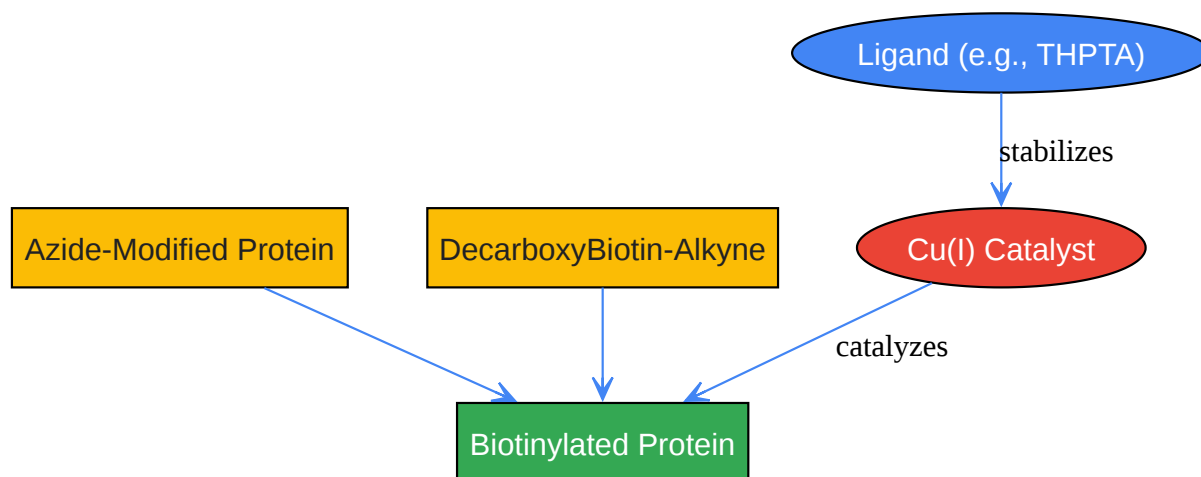 Ligand (e.g., THPTA)
stabilizes
Azide-Modified Protein
DecarboxyBiotin-Alkyne
Cu(I) Catalyst
catalyzes
Biotinylated Protein